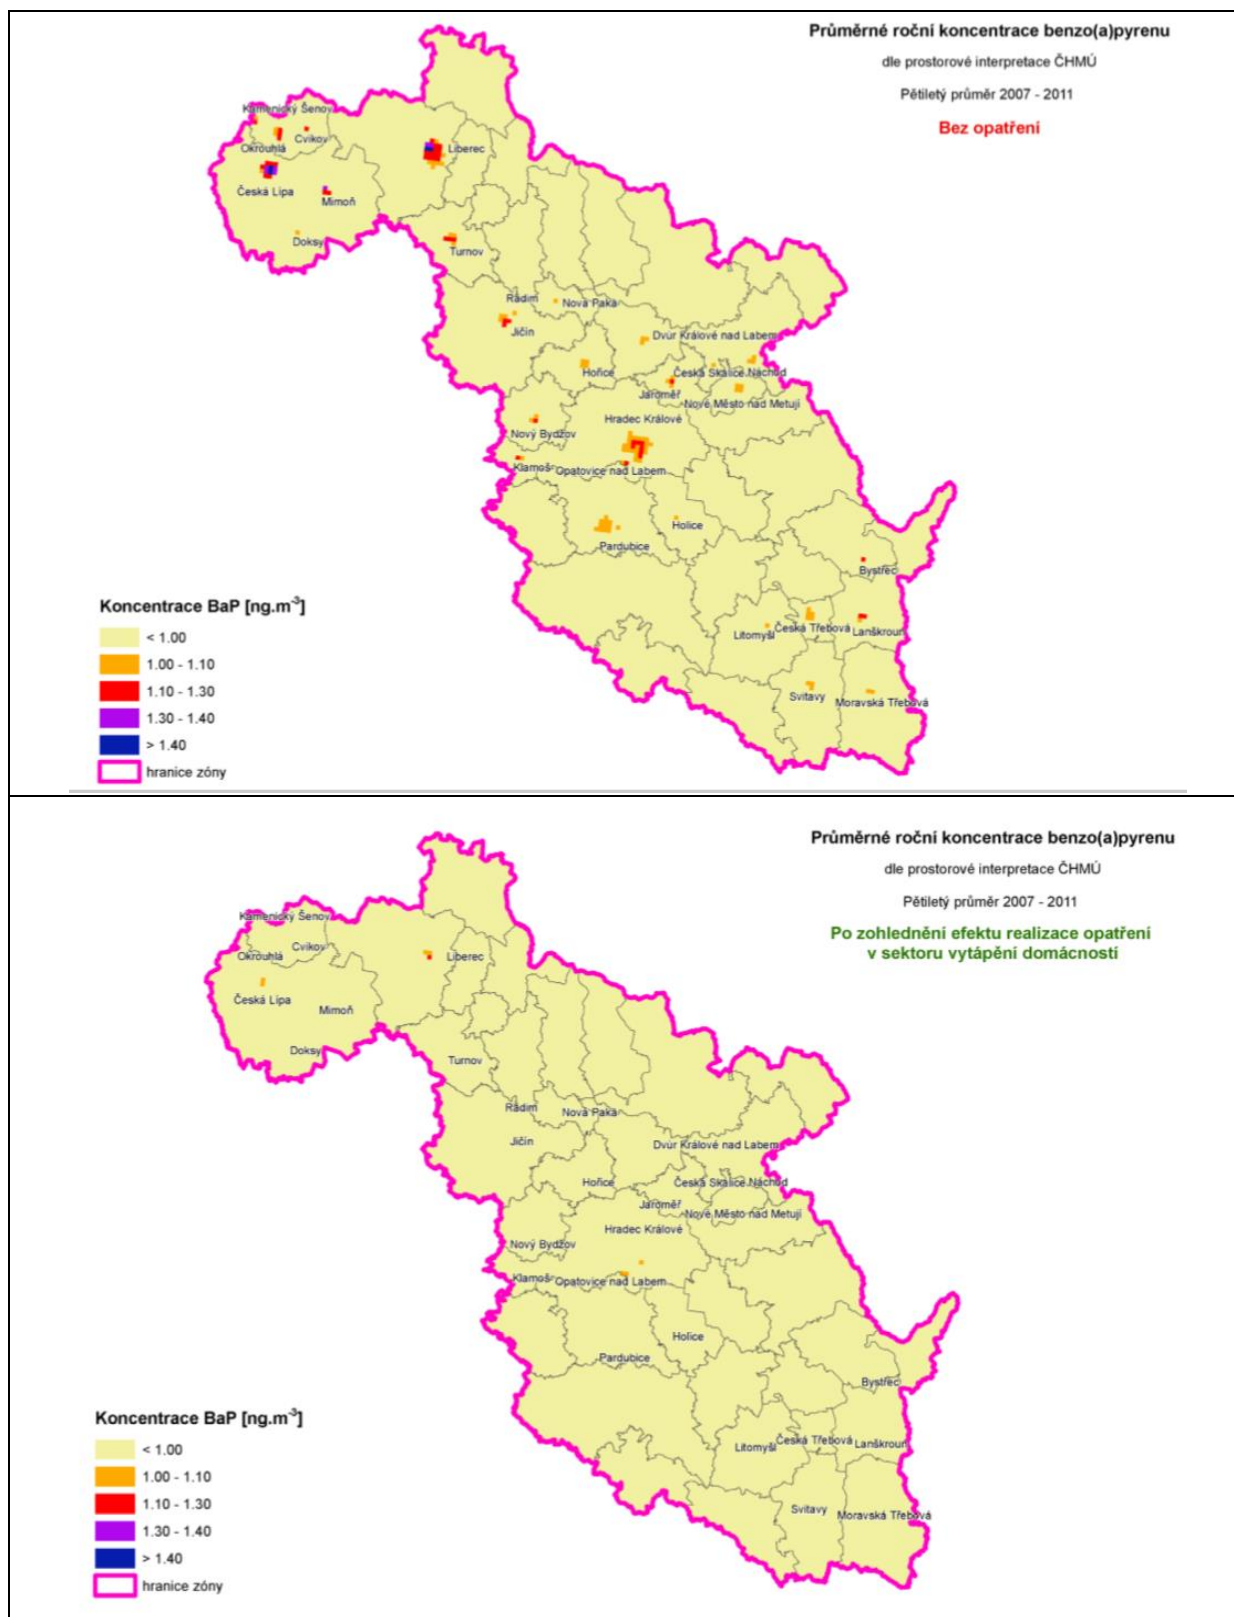 Průměrné roční koncentrace benzo(a)pyrenu
dle prostorové interpretace ČHMÚ
Pětiletý průměr 2007 - 2011
Bez opatření
Kamenický Šenov
Cvikov
Okrouhlá
Liberec
Česká Lípa
Mimoň
Doksy
Turnov
Radim
Nová Paka
Jičín
Dvůr Králové nad Labem
Hořice
Česká Skalice
Náchod
Jaroměř
Nové Město nad Metují
Hradec Králové
Nový Bydžov
Klamoš
Opatovice nad Labem
Holice
Pardubice
Bystřec
Litomyšl
Česká Třebová
Lanškroun
Svitavy
Moravská Třebová
Koncentrace BaP [ng.m-3]
< 1.00
1.00 - 1.10
1.10 - 1.30
1.30 - 1.40
> 1.40
hranice zóny
Průměrné roční koncentrace benzo(a)pyrenu
dle prostorové interpretace ČHMÚ
Pětiletý průměr 2007 - 2011
Po zohlednění efektu realizace opatření
v sektoru vytápění domácností
Kamenický Šenov
Cvikov
Okrouhlá
Liberec
Česká Lípa
Mimoň
Doksy
Turnov
Radim
Nová Paka
Jičín
Dvůr Králové nad Labem
Hořice
Česká Skalice
Náchod
Jaroměř
Nové Město nad Metují
Hradec Králové
Nový Bydžov
Klamoš
Opatovice nad Labem
Holice
Pardubice
Bystřec
Litomyšl
Česká Třebová
Lanškroun
Svitavy
Moravská Třebová
Koncentrace BaP [ng.m-3]
< 1.00
1.00 - 1.10
1.10 - 1.30
1.30 - 1.40
> 1.40
hranice zóny